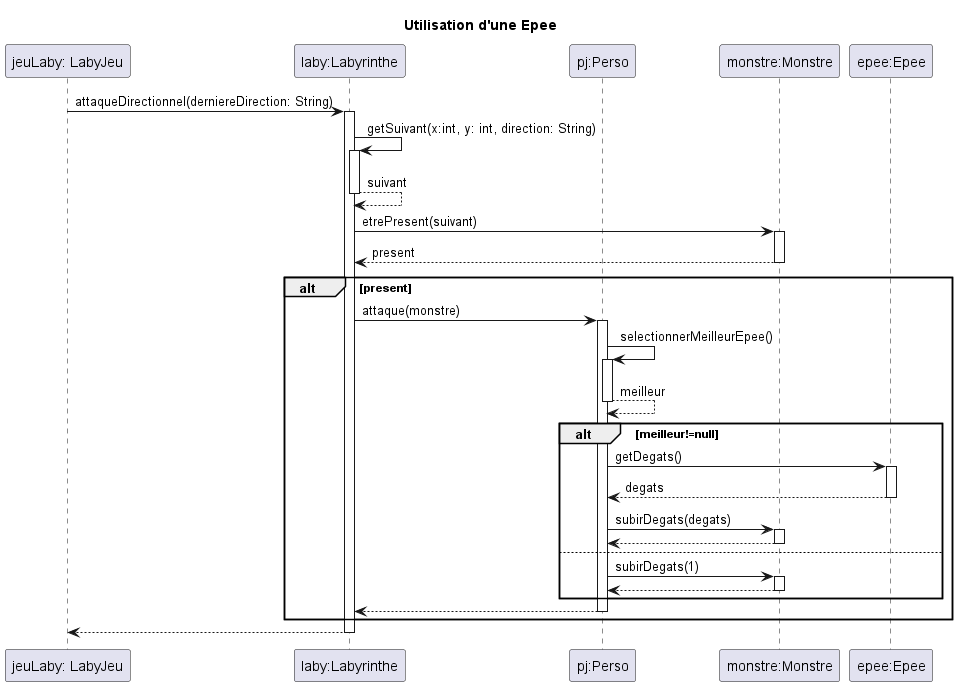 Utilisation d'une Epee
jeuLaby: LabyJeu
laby:Labyrinthe
pj:Perso
monstre:Monstre
epee:Epee
attaqueDirectionnel(derniereDirection: String)
getSuivant(x:int, y: int, direction: String)
suivant
etrePresent(suivant)
present
alt
[present]
attaque(monstre)
selectionnerMeilleurEpee()
meilleur
alt
[meilleur!=null]
getDegats()
degats
subirDegats(degats)
subirDegats(1)
jeuLaby: LabyJeu
laby:Labyrinthe
pj:Perso
monstre:Monstre
epee:Epee